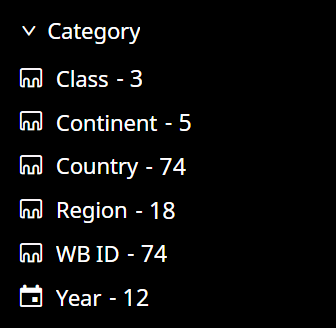 Category
Class - 3
Continent - 5
Country - 74
Region - 18
WB ID - 74
Year - 12